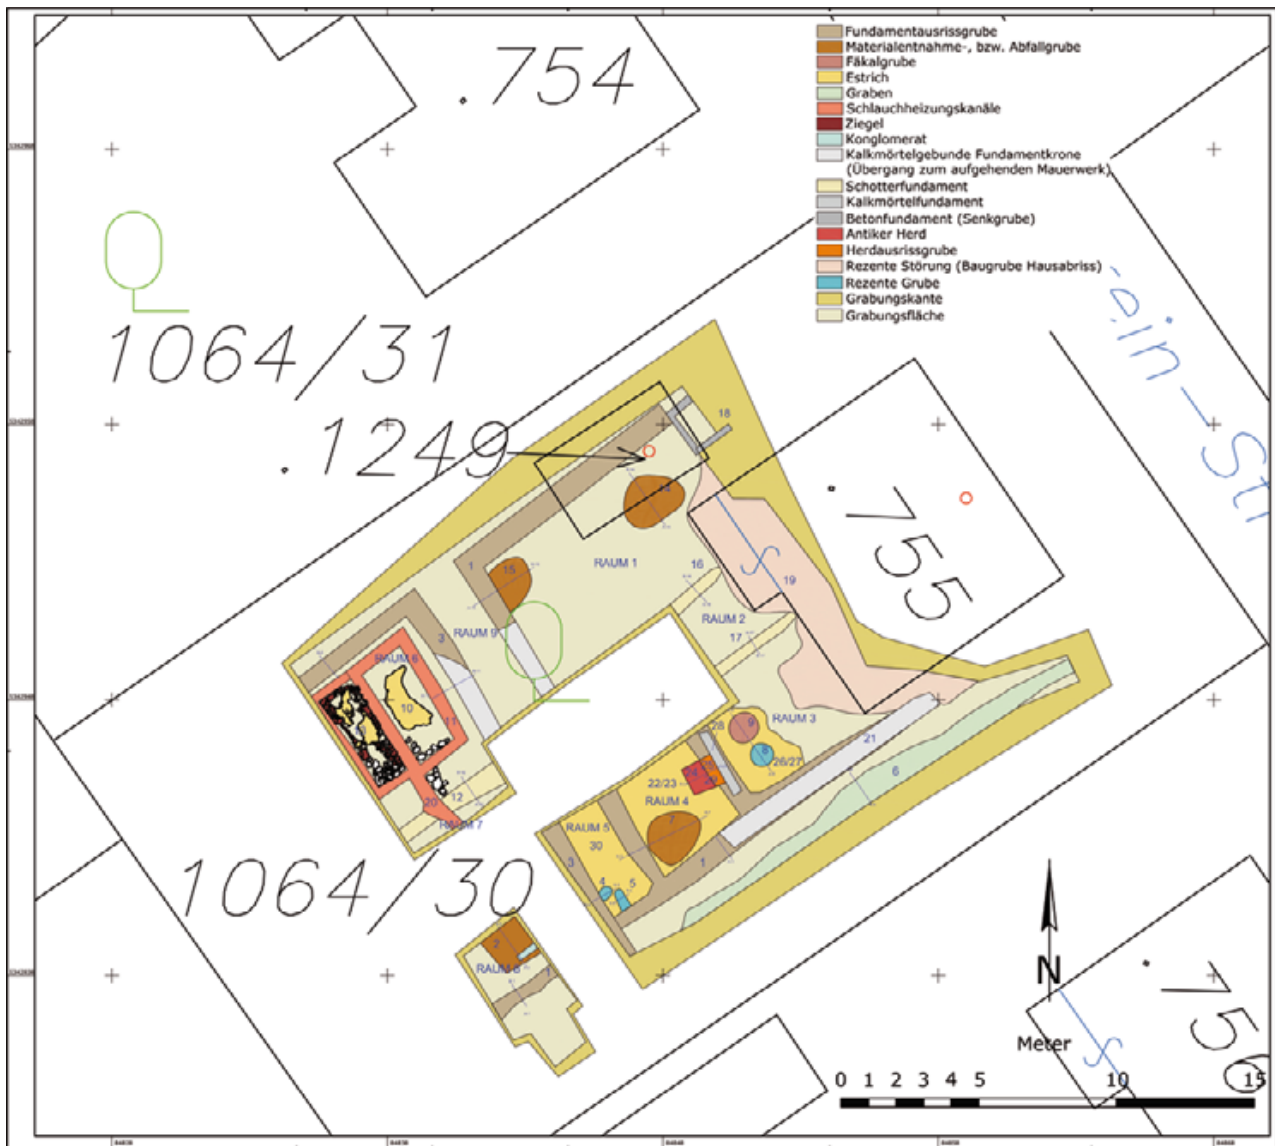 Fundamentausrissgrube
Materialentnahme-, bzw. Abfallgrube
Fäkalgrube
Estrich
Graben
Schlauchheizungskanäle
Ziegel
Konglomerat
Kalkmörtelgebunde Fundamentkrone
(Übergang zum aufgehenden Mauerwerk)
Schotterfundament
Kalkmörtelfundament
Betonfundament (Senkgrube)
Antiker Herd
Herdausrissgrube
Rezente Störung (Baugrube Hausabriss)
Rezente Grube
Grabungskante
Grabungsfläche
.754
1064/31
.1249
.755
1064/30
.756
ein-Str
18
14
15
1
RAUM 1
16
19
RAUM 2
17
RAUM 9
3
RAUM 6
10
11
RAUM 3
28
9
8
26/27
21
6
22/23
24
RAUM 4
7
RAUM 5
30
3
4
5
1
20
12
RAUM 7
2
RAUM 8
1
N
Meter
0 1 2 3 4 5 10 15